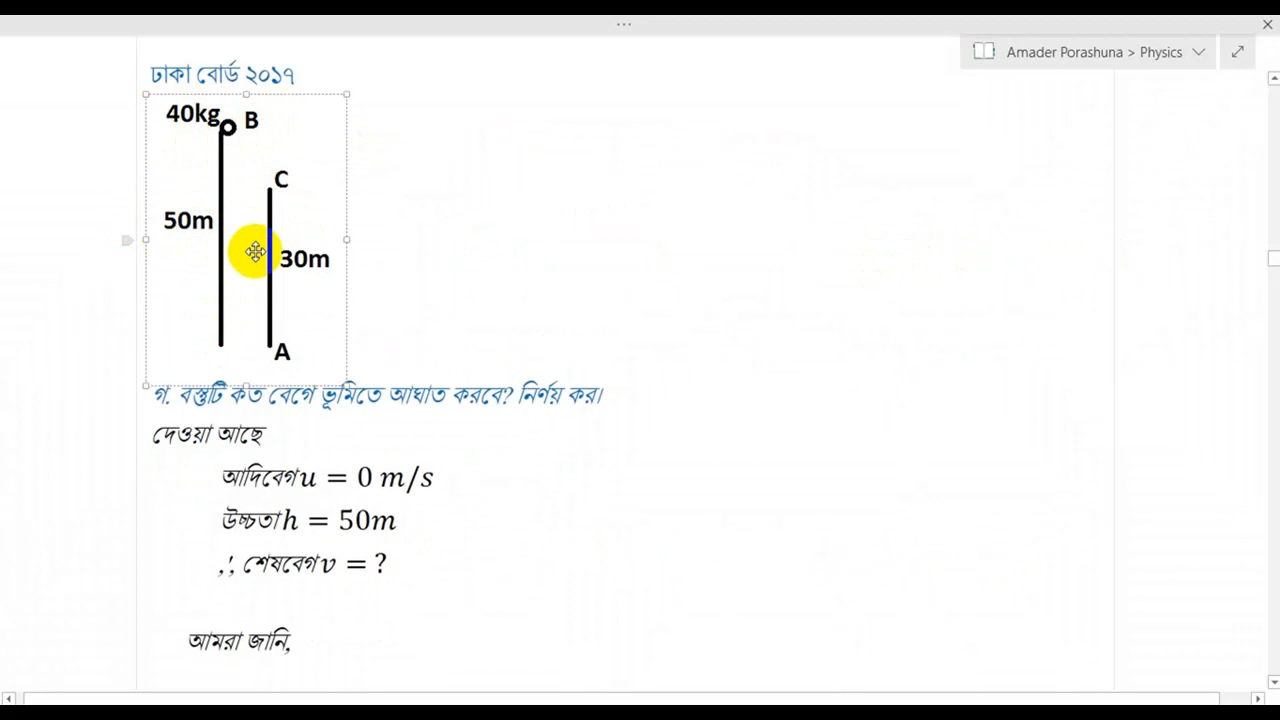 Amader Porashuna > Physics
ঢাকা বোর্ড ২০১৭
40kg
B
C
50m
30m
A
গ. বস্তুটি কত বেগে ভূমিতে আঘাত করবে? নির্ণয় কর।
দেওয়া আছে
আদিবেগ u = 0 m/s
উচ্চতা h = 50m
∴ শেষবেগ v = ?
আমরা জানি,